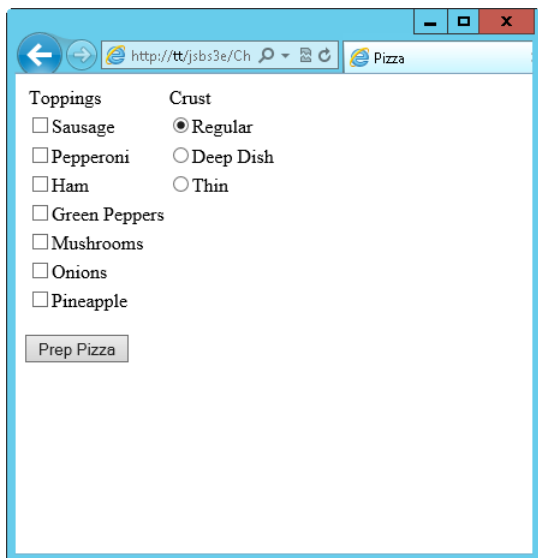 http://tt/jsbs3e/Ch
Pizza
Toppings Crust
Sausage Regular
Pepperoni Deep Dish
Ham Thin
Green Peppers
Mushrooms
Onions
Pineapple
Prep Pizza